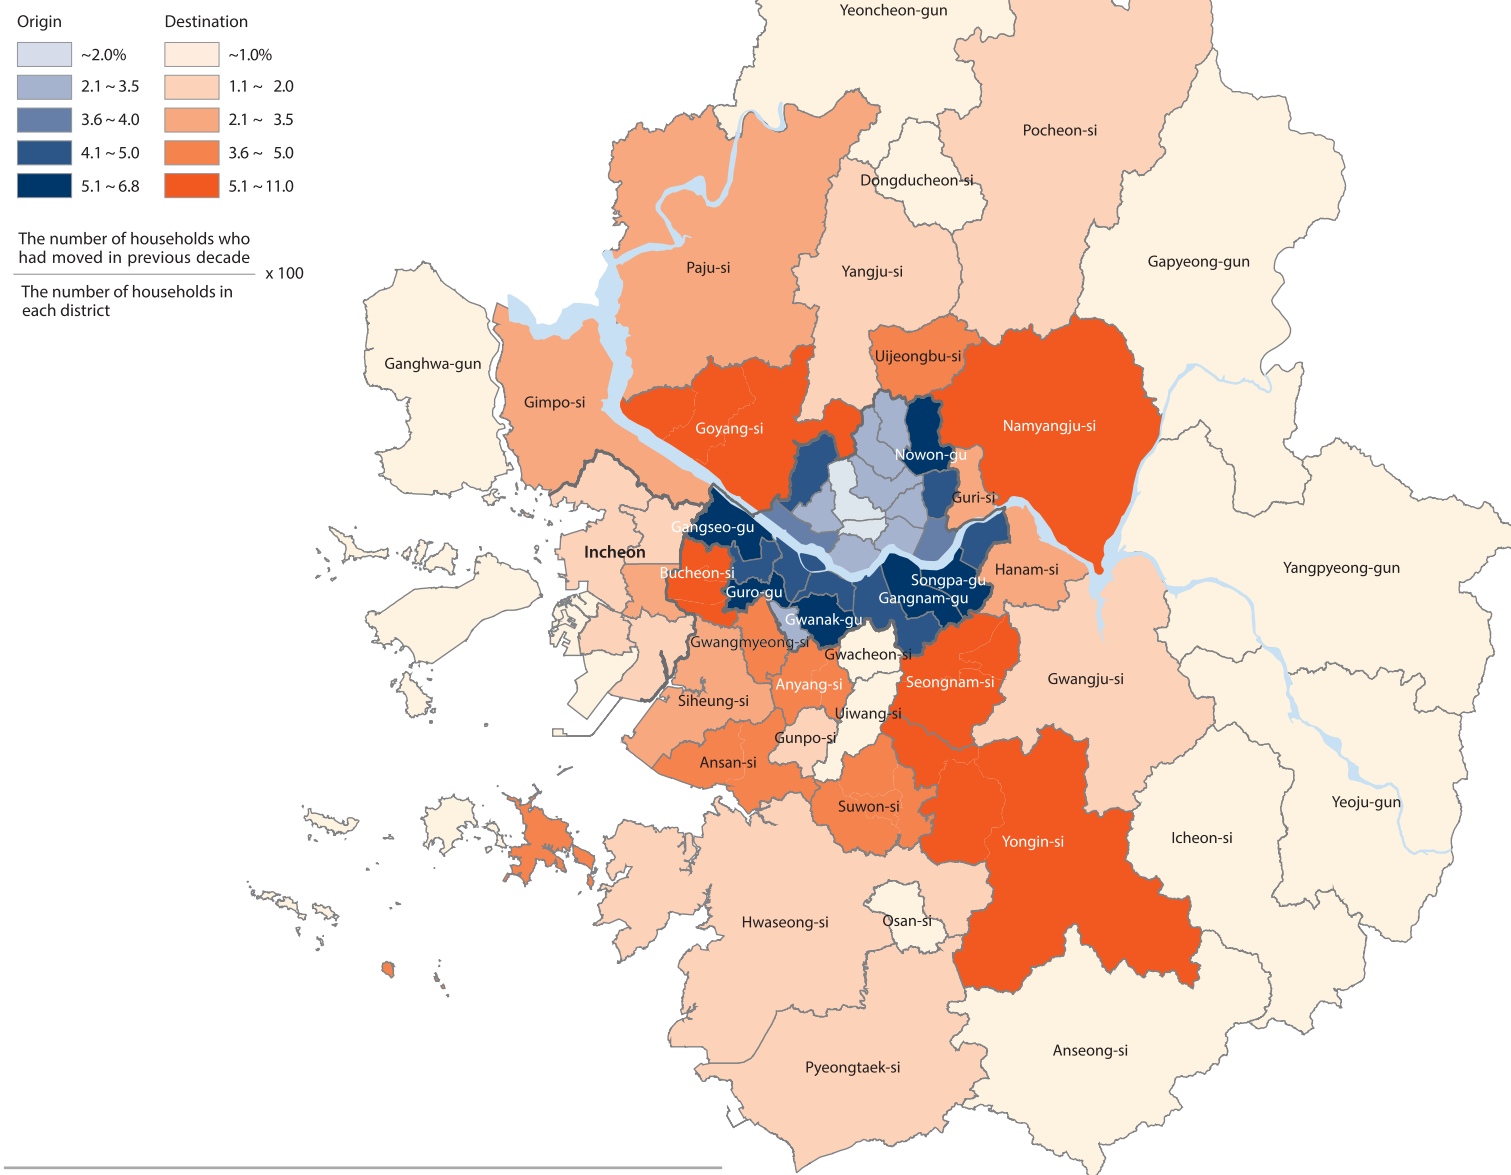 Origin
Destination
~2.0%
~1.0%
2.1 ~ 3.5
1.1 ~ 2.0
3.6 ~ 4.0
2.1 ~ 3.5
4.1 ~ 5.0
3.6 ~ 5.0
5.1 ~ 6.8
5.1 ~ 11.0
The number of households who
had moved in previous decade
x 100
The number of households in
each district
Yeoncheon-gun
Pocheon-si
Dongducheon-si
Gapyeong-gun
Paju-si
Yangju-si
Uijeongbu-si
Ganghwa-gun
Gimpo-si
Goyang-si
Namyangju-si
Nowon-gu
Guri-si
Gangseo-gu
Incheon
Bucheon-si
Hanam-si
Yangpyeong-gun
Songpa-gu
Guro-gu
Gangnam-gu
Gwanak-gu
Gwangmyeong-si
Gwacheon-si
Gwangju-si
Anyang-si
Seongnam-si
Siheung-si
Uiwang-si
Gunpo-si
Ansan-si
Yeoju-gun
Suwon-si
Icheon-si
Yongin-si
Hwaseong-si
Osan-si
Anseong-si
Pyeongtaek-si